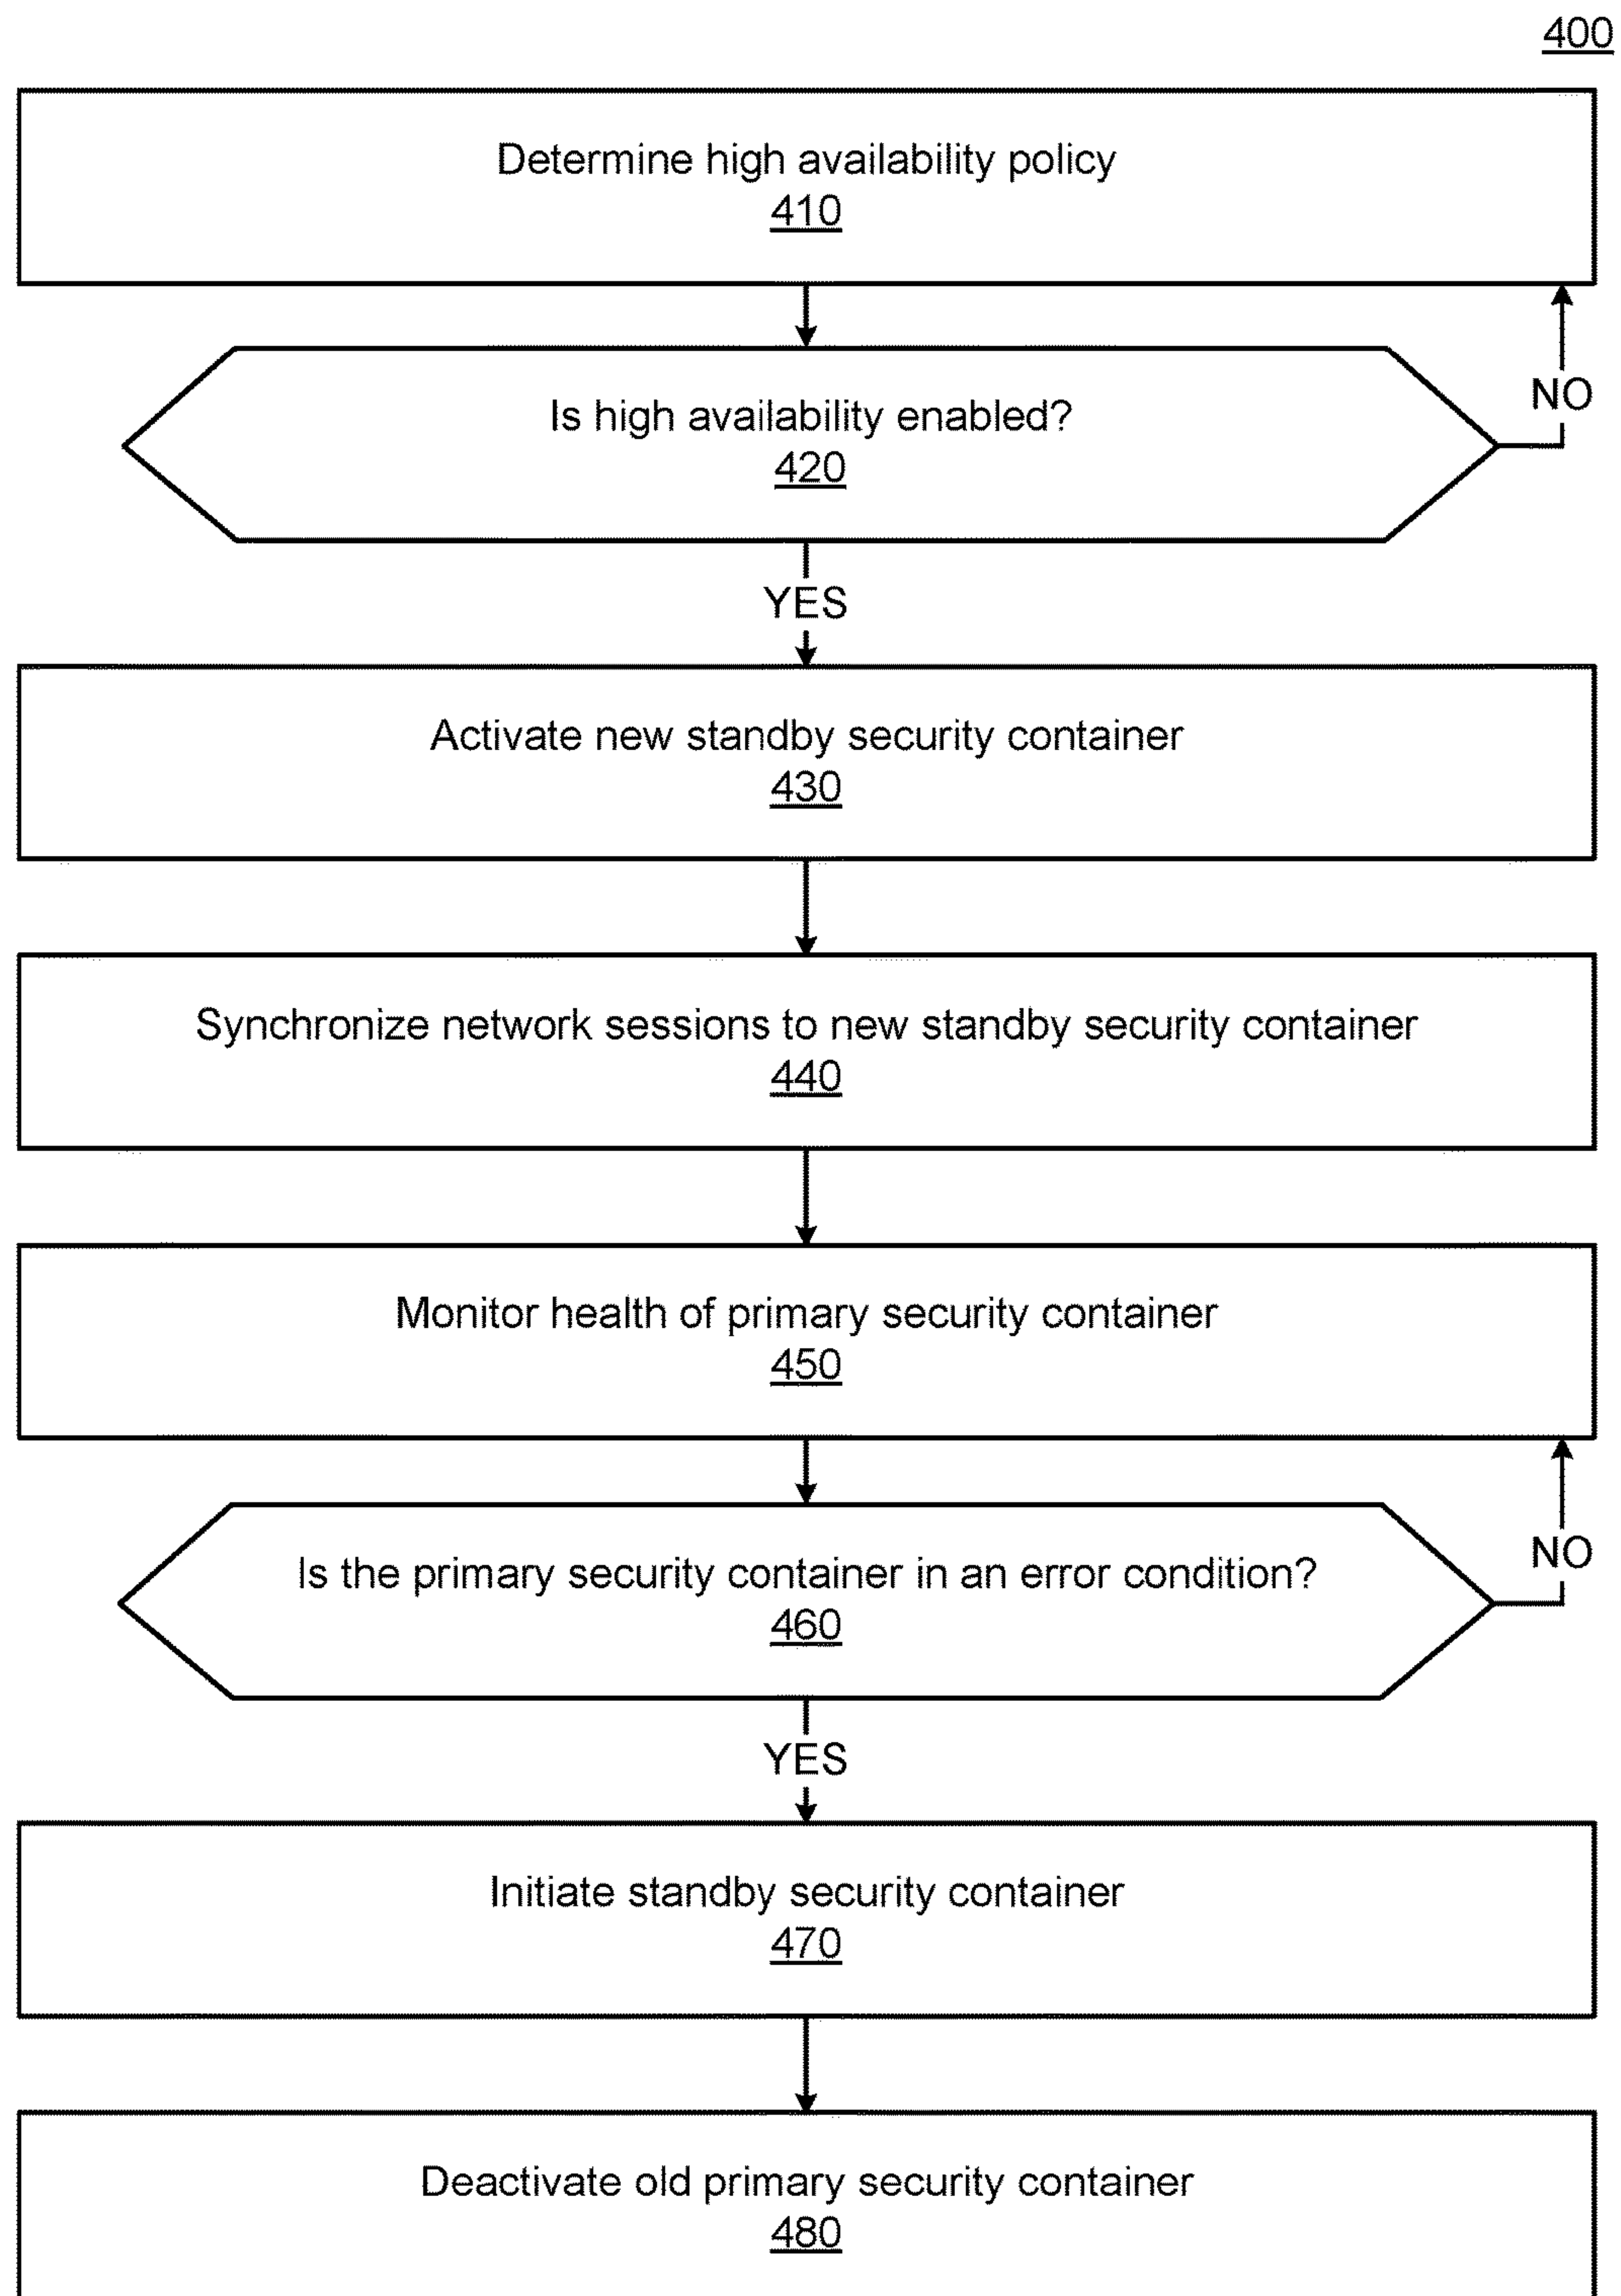 400
Determine high availability policy
410
Is high availability enabled?
420
NO
YES
Activate new standby security container
430
Synchronize network sessions to new standby security container
440
Monitor health of primary security container
450
Is the primary security container in an error condition?
460
NO
YES
Initiate standby security container
470
Deactivate old primary security container
480